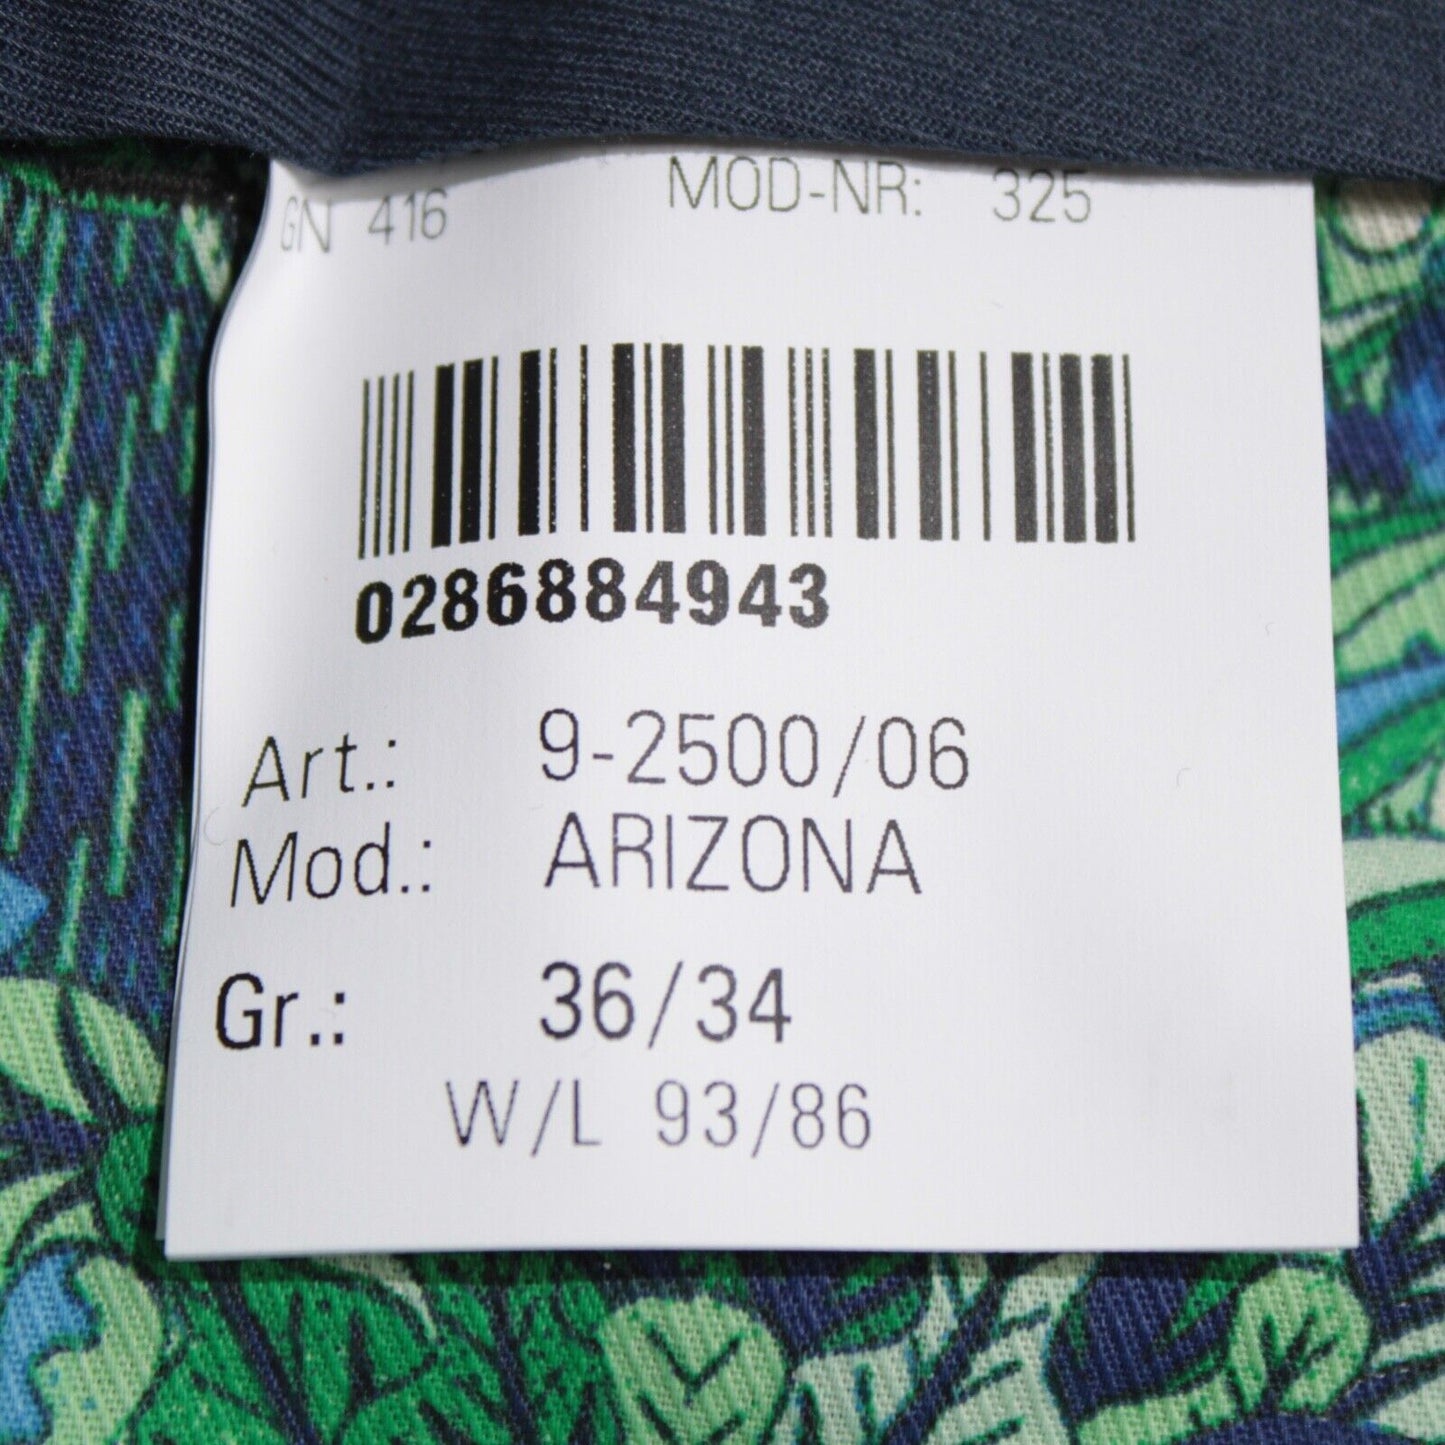 GN 416 MOD-NR: 325
0286884943
Art.: 9-2500/06
Mod.: ARIZONA
Gr.: 36/34
W/L 93/86